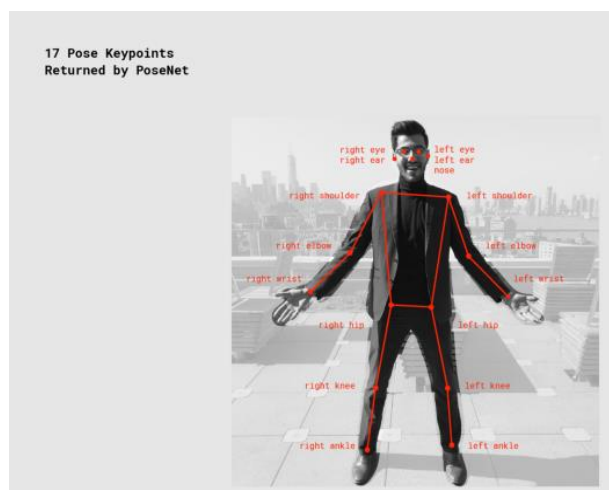 17 Pose Keypoints
Returned by PoseNet
right eye left eye
right ear left ear
nose
right shoulder left shoulder
right elbow left elbow
right wrist left wrist
right hip left hip
right knee left knee
right ankle left ankle